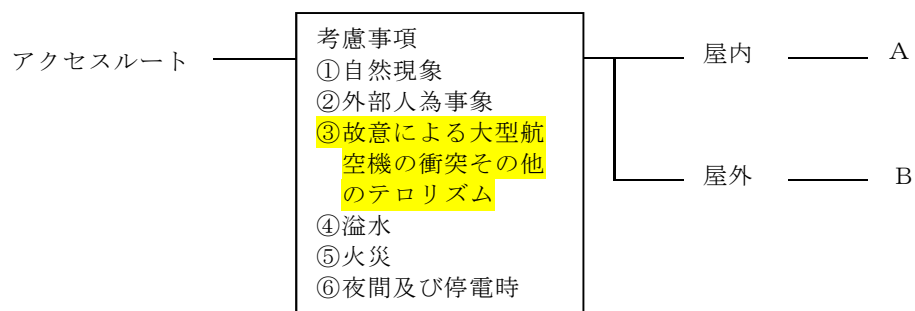 アクセスルート
考慮事項
①自然現象
②外部人為事象
③故意による大型航
空機の衝突その他
のテロリズム
④溢水
⑤火災
⑥夜間及び停電時
屋内
A
屋外
B